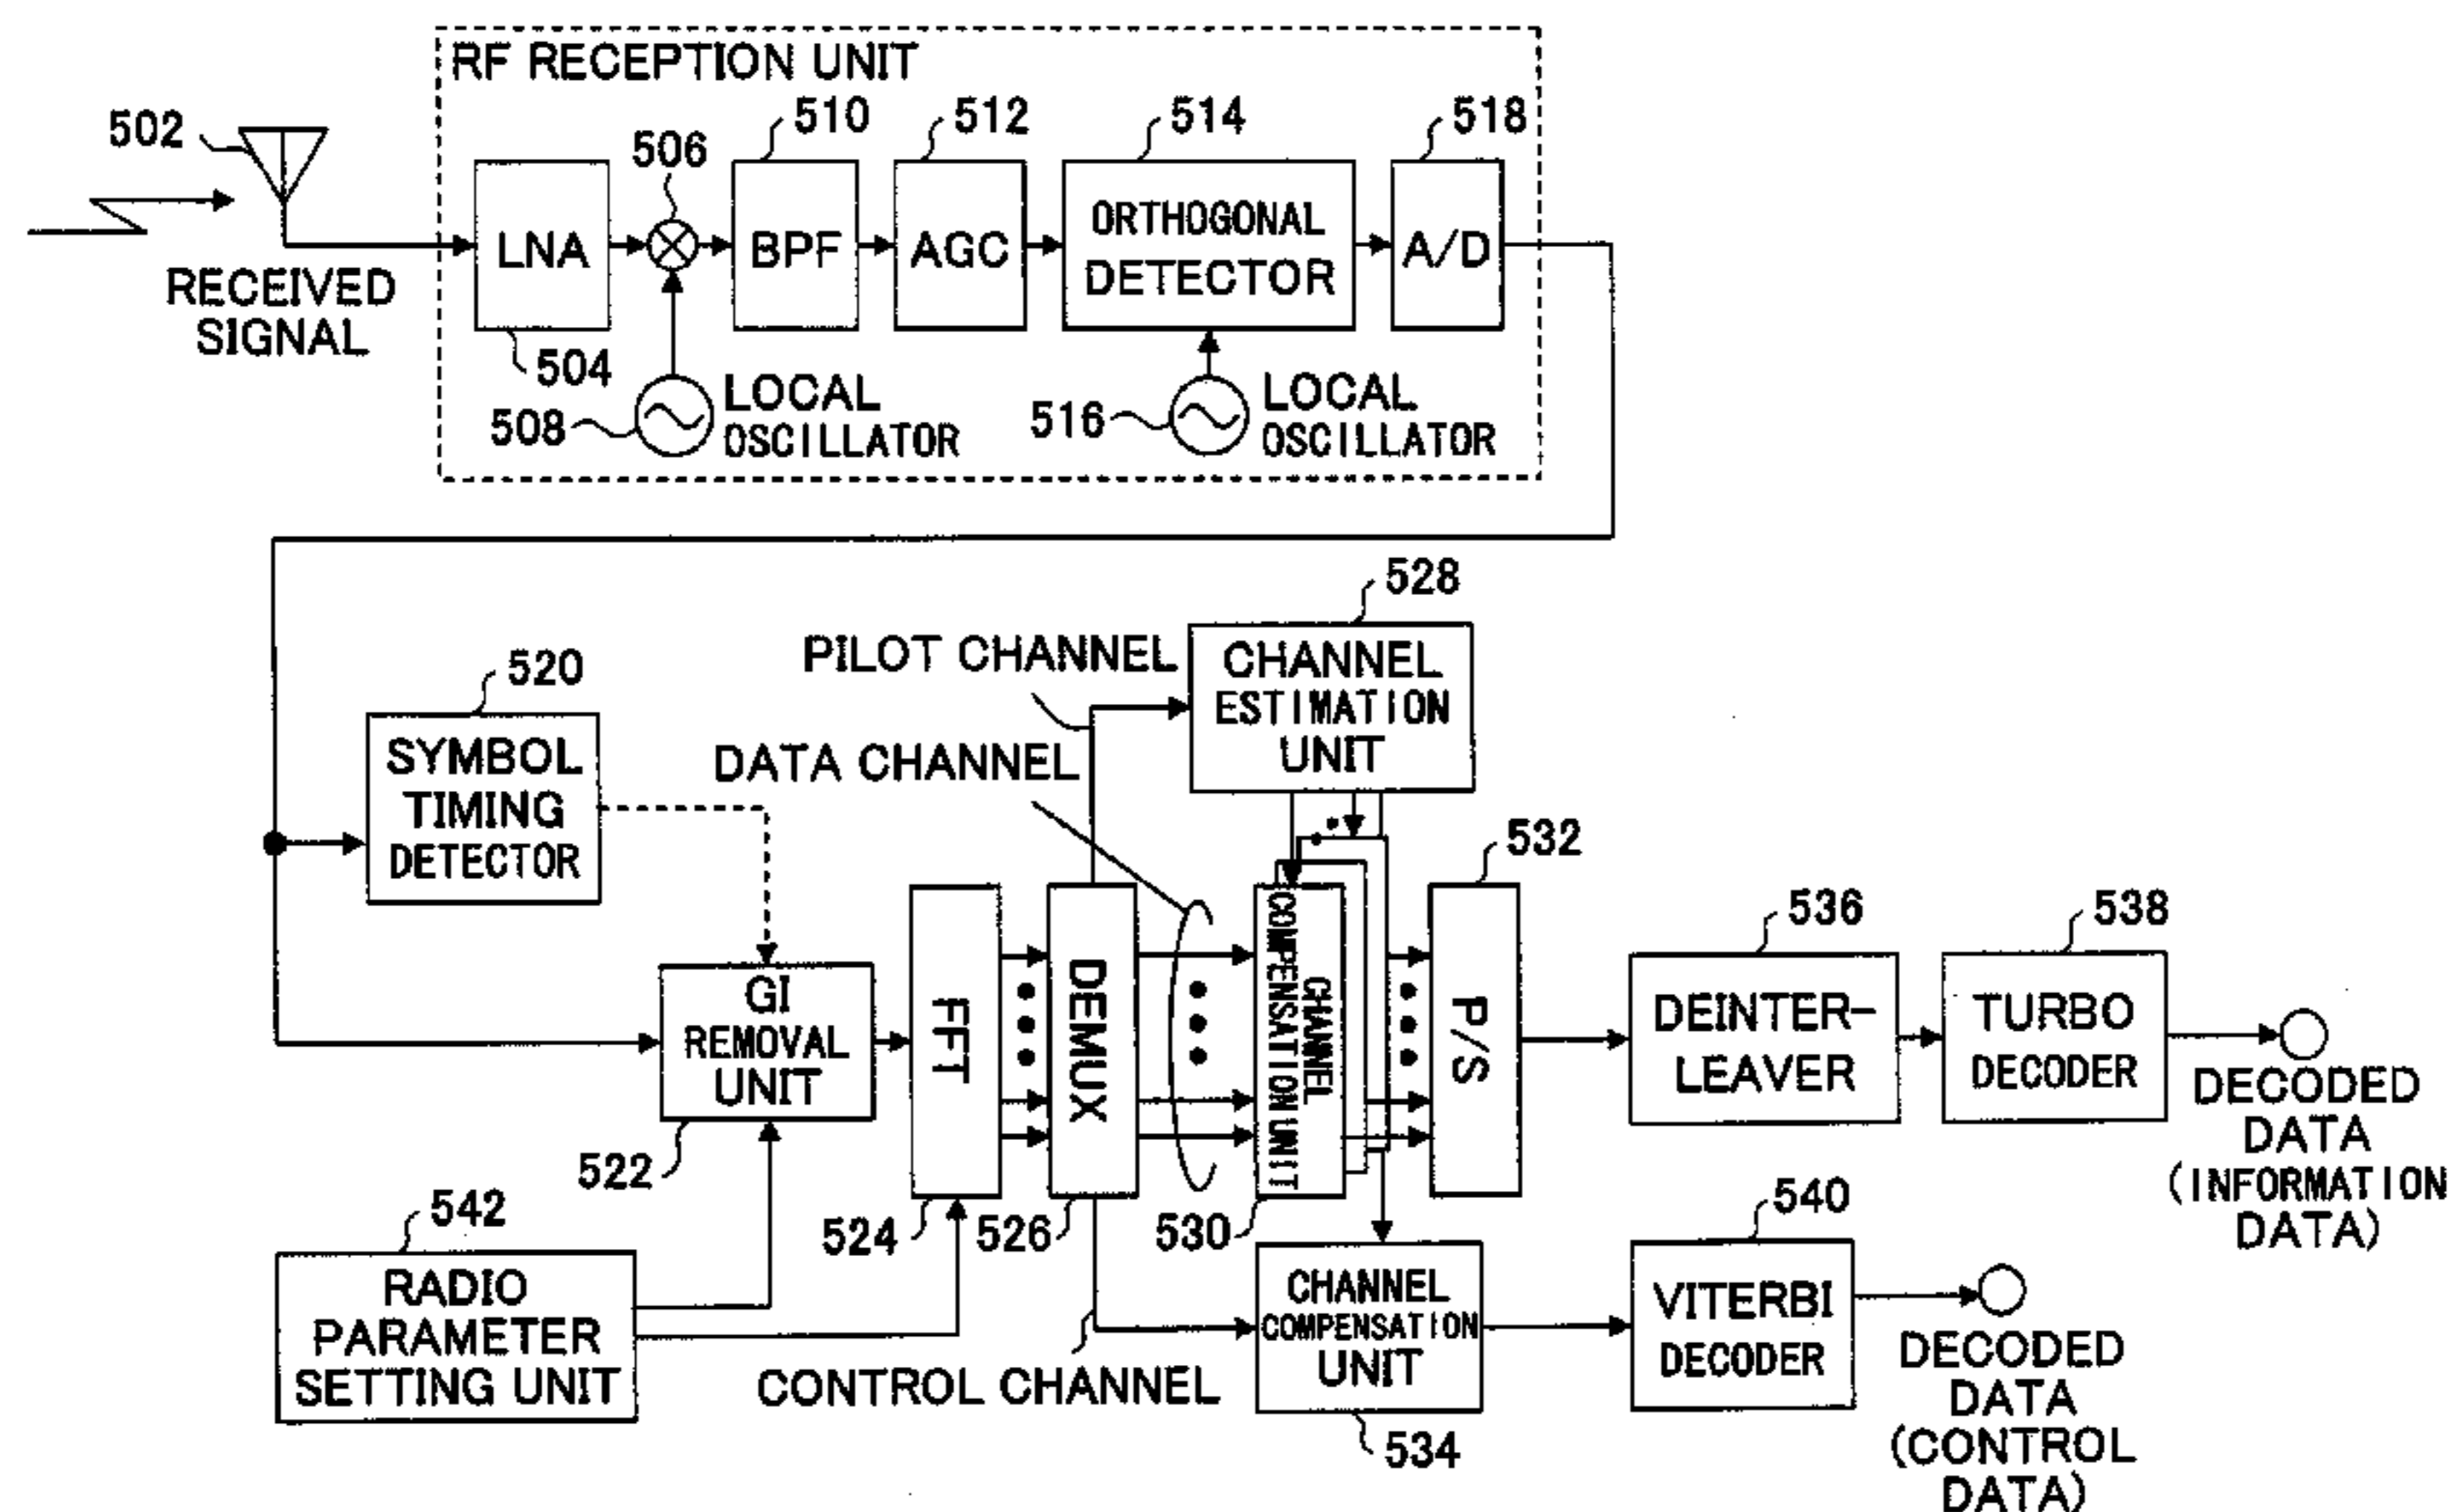 RF RECEPTION UNIT
502
506
510
512
514
518
LNA
BPF
AGC
ORTHOGONAL
DETECTOR
A/D
RECEIVED
SIGNAL
504
508
LOCAL
OSCILLATOR
516
LOCAL
OSCILLATOR
528
PILOT CHANNEL
CHANNEL
ESTIMATION
UNIT
520
SYMBOL
TIMING
DETECTOR
DATA CHANNEL
532
536
538
GI
REMOVAL
UNIT
522
FFT
524
DEMUX
526
CHANNEL
COMPENSATION UNIT
530
P/S
DEINTER-
LEAVER
TURBO
DECODER
DECODED
DATA
(INFORMATION
DATA)
542
RADIO
PARAMETER
SETTING UNIT
CONTROL CHANNEL
CHANNEL
COMPENSATION
UNIT
534
540
VITERBI
DECODER
DECODED
DATA
(CONTROL
DATA)